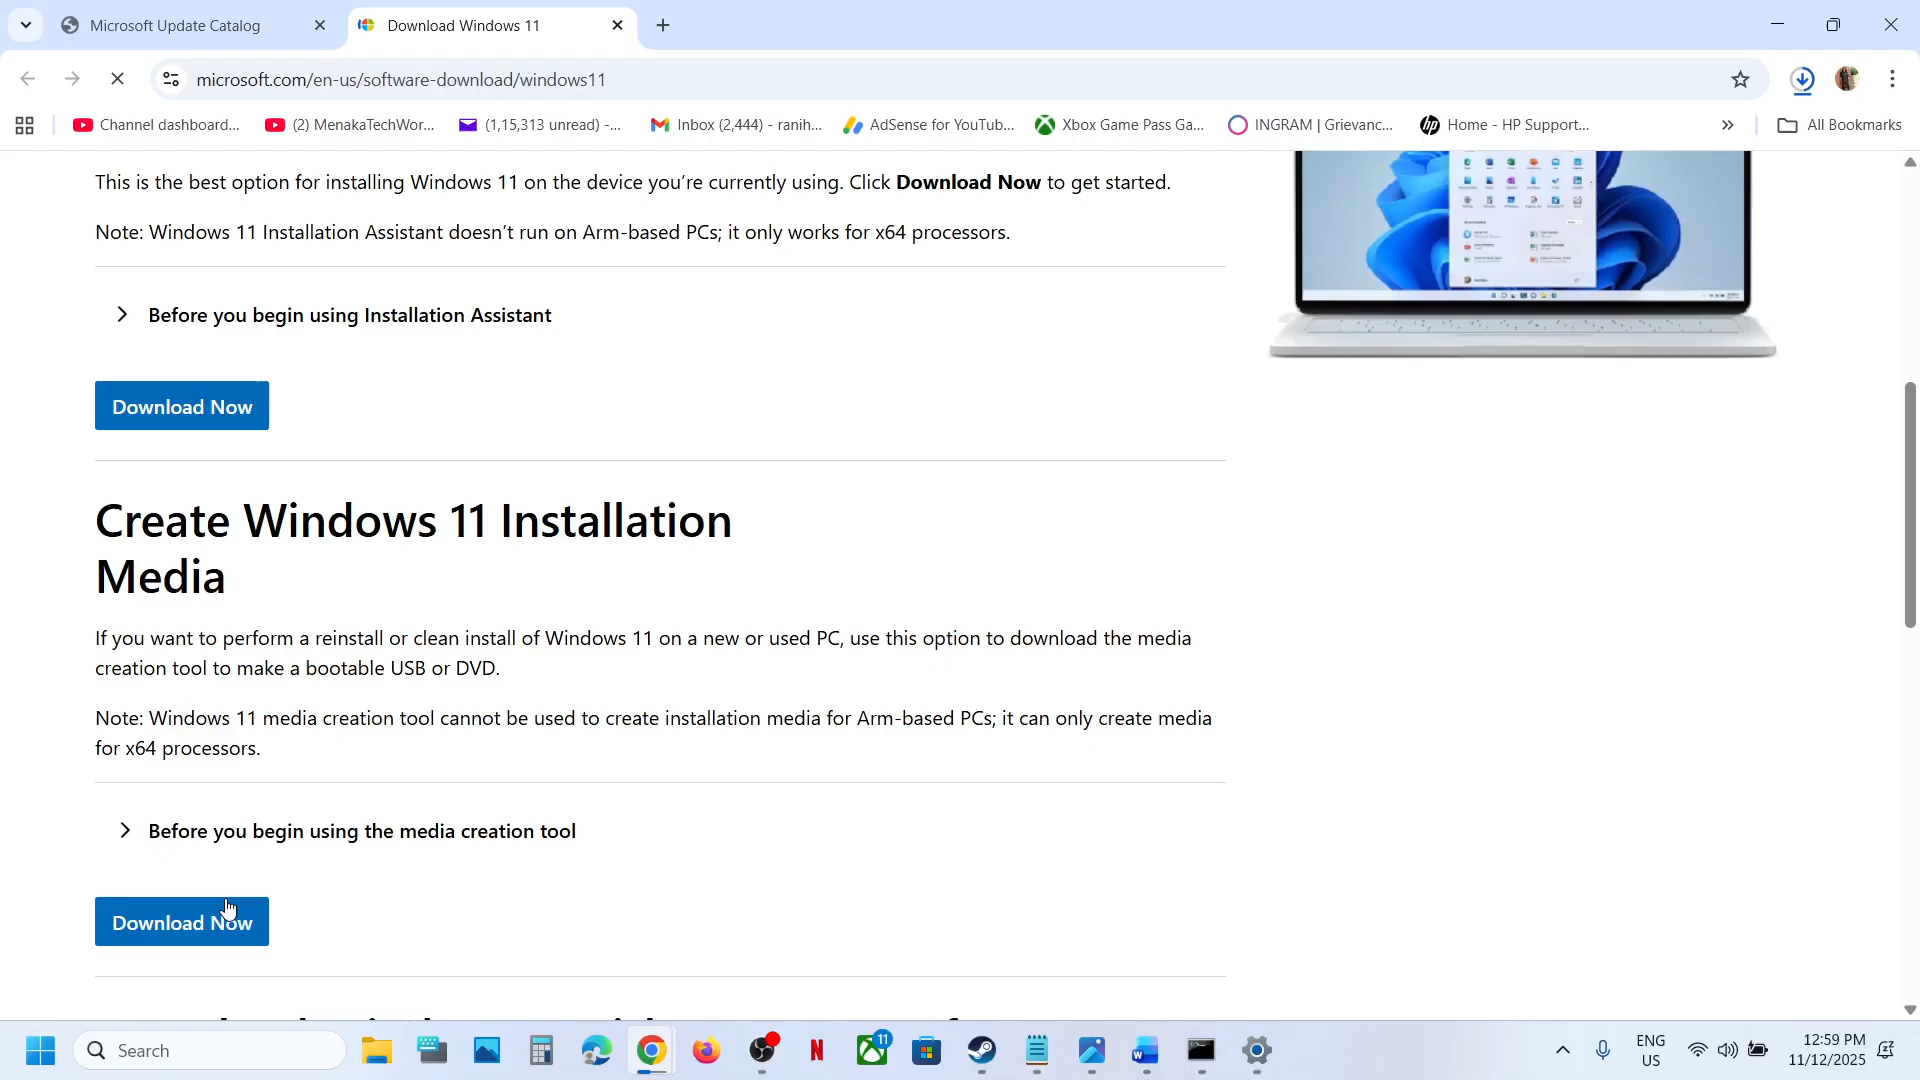 Microsoft Update Catalog
Download Windows 11
microsoft.com/en-us/software-download/windows11
Channel dashboard...
(2) MenakaTechWor...
(1,15,313 unread) -...
Inbox (2,444) - ranih...
AdSense for YouTub...
Xbox Game Pass Ga...
INGRAM | Grievanc...
Home - HP Support...
All Bookmarks
This is the best option for installing Windows 11 on the device you're currently using. Click Download Now to get started.
Note: Windows 11 Installation Assistant doesn't run on Arm-based PCs; it only works for x64 processors.
Before you begin using Installation Assistant
Download Now
Create Windows 11 Installation
Media
If you want to perform a reinstall or clean install of Windows 11 on a new or used PC, use this option to download the media
creation tool to make a bootable USB or DVD.
Note: Windows 11 media creation tool cannot be used to create installation media for Arm-based PCs; it can only create media
for x64 processors.
Before you begin using the media creation tool
Download Now
Search
11
ENG
US
12:59 PM
11/12/2025